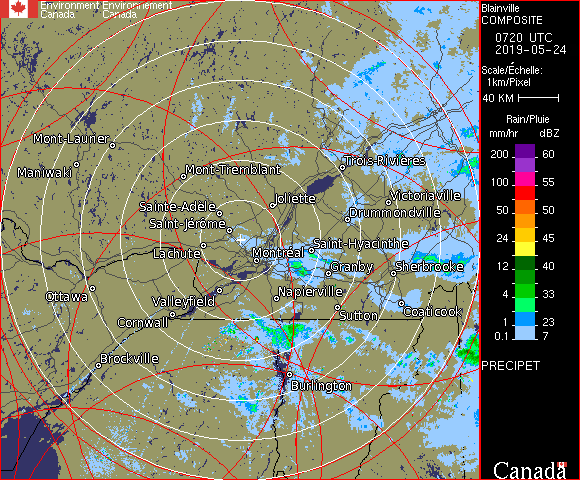 Environment Environnement
Canada Canada
Blainville
COMPOSITE
0720 UTC
2019-05-24
Scale/Échelle:
1km/Pixel
40 KM
Rain/Pluie
mm/hr dBZ
200 60
100 55
50 50
24 45
12 40
4 33
1 23
0.1 7
PRECIPET
Canada
Mont-Laurier
Maniwaki
Mont-Tremblant
Trois-Rivières
Sainte-Adèle
Joliette
Victoriaville
Drummondville
Saint-Jérôme
Lachute
Montréal
Saint-Hyacinthe
Granby
Sherbrooke
Ottawa
Valleyfield
Napierville
Coaticook
Cornwall
Sutton
Brockville
Burlington